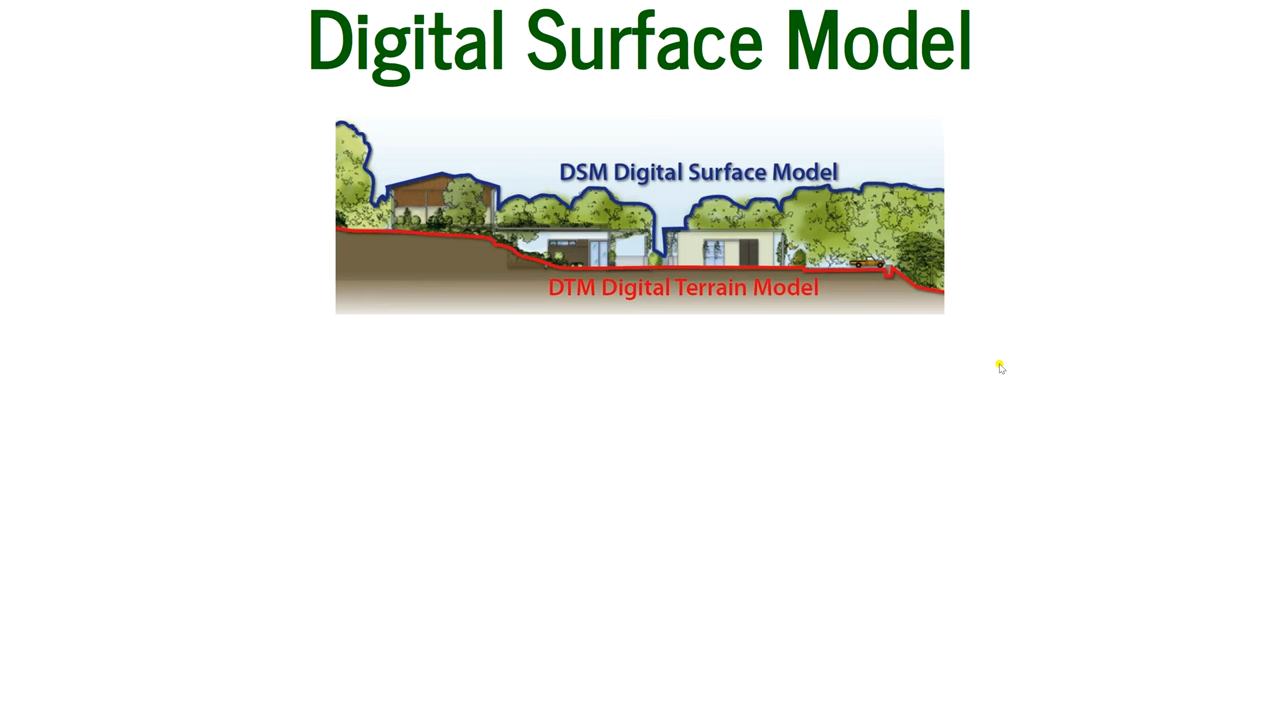 Digital Surface Model
DSM Digital Surface Model
DTM Digital Terrain Model